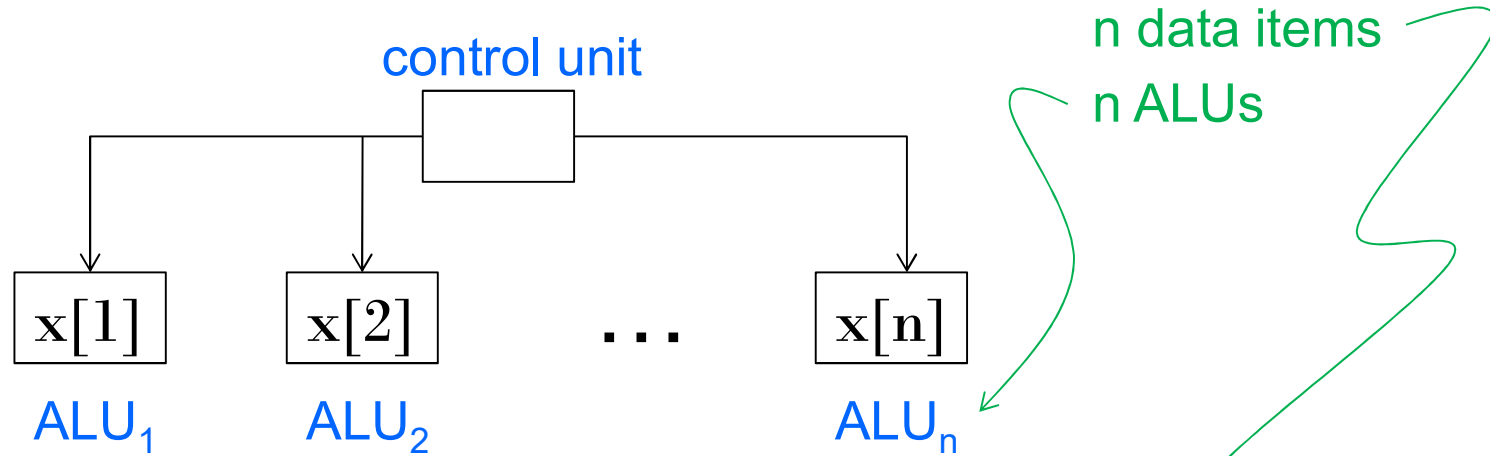 n data items
control unit
n ALUs
x[1] x[2] ... x[n]
ALU₁ ALU₂ ALUₙ